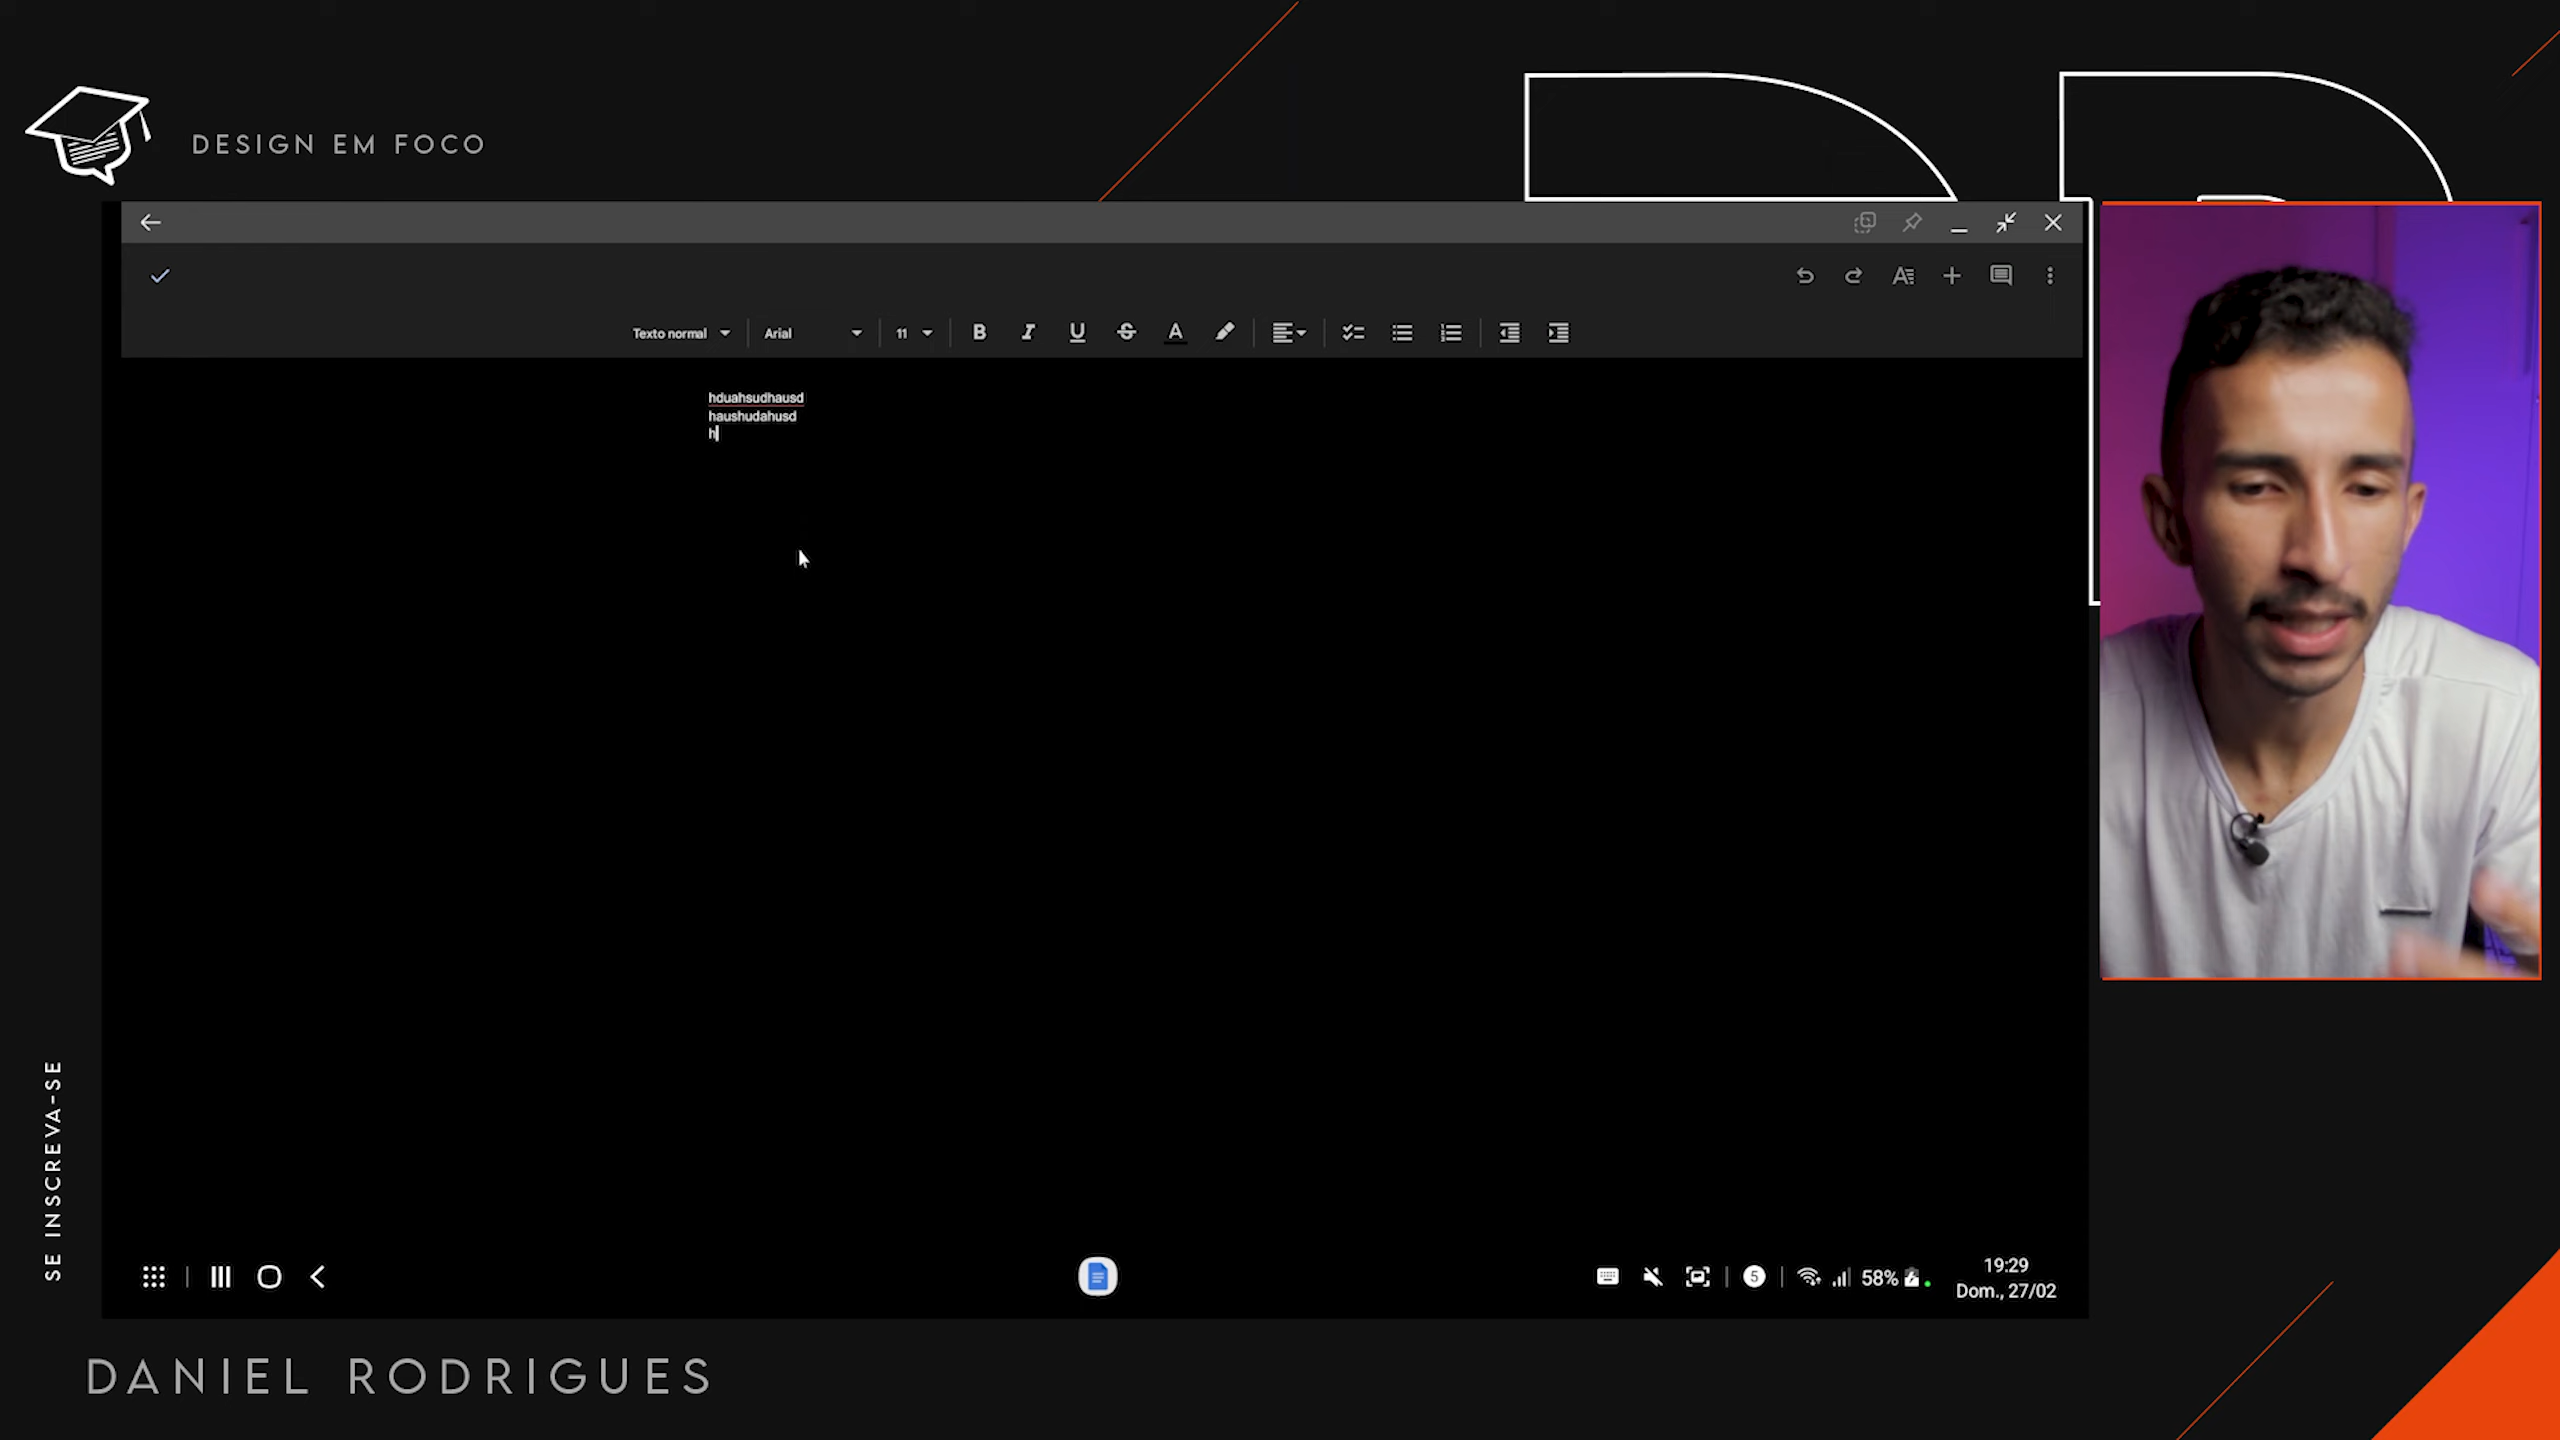 DESIGN EM FOCO
Texto normal
Arial
11
B I U S A
hduahsudhausd
haushudahusd
h
SE INSCREVA-SE
5
58%
19:29
Dom., 27/02
DANIEL RODRIGUES